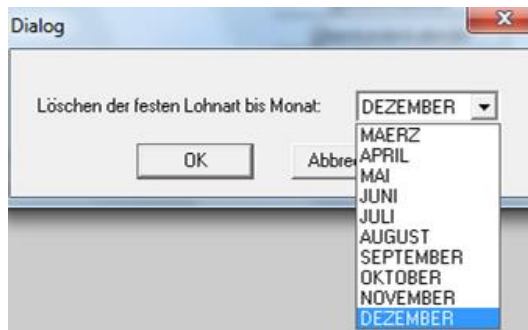 Dialog
Löschen der festen Lohnart bis Monat:
DEZEMBER
OK
MAERZ
APRIL
MAI
JUNI
JULI
AUGUST
SEPTEMBER
OKTOBER
NOVEMBER
DEZEMBER